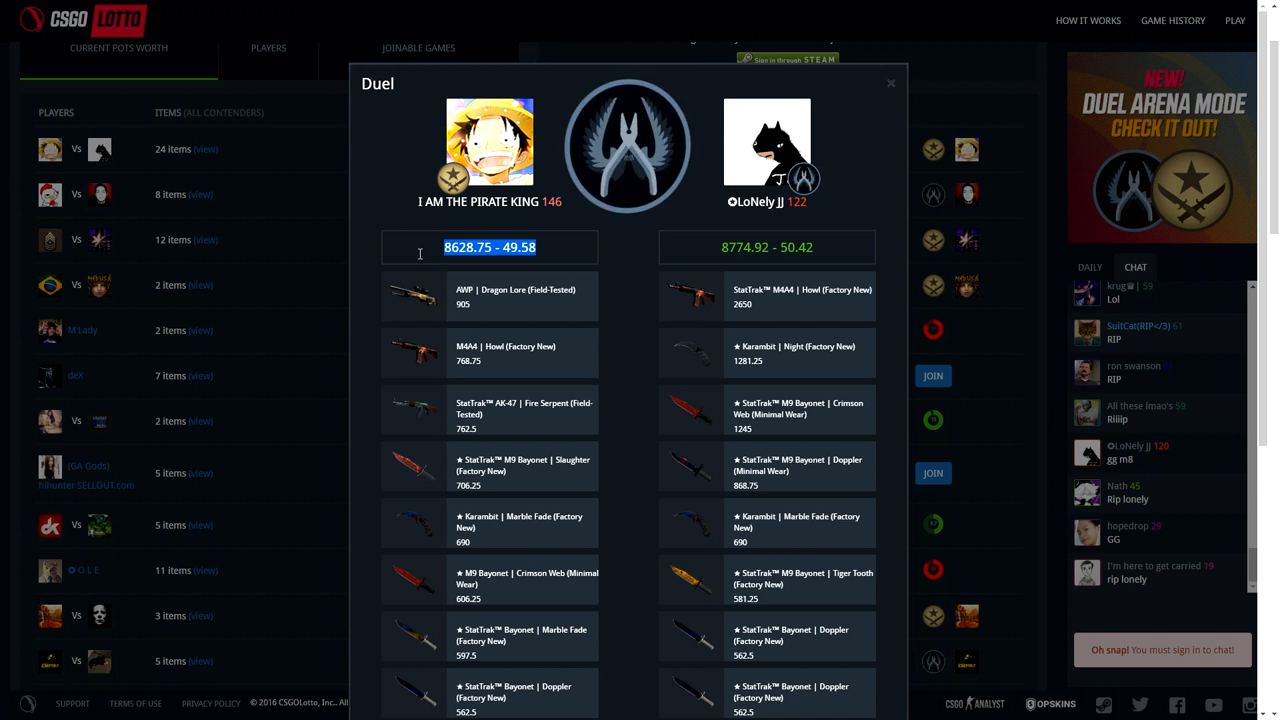 CSGO LOTTO
HOW IT WORKS GAME HISTORY PLAY
CURRENT POTS WORTH PLAYERS JOINABLE GAMES
Sign in through STEAM
PLAYERS ITEMS (ALL CONTENDERS)
Vs 24 items (view)
Vs 8 items (view)
Vs 12 items (view)
Vs 2 items (view)
M'Lady 2 items (view)
deX 7 items (view)
Vs 2 items (view)
(GA Gods)
hilhunter SELLOUT.com
5 items (view)
Vs 5 items (view)
✪ O L E 11 items (view)
Vs 3 items (view)
Vs 5 items (view)
Duel
×
I AM THE PIRATE KING 146
✪LoNely JJ 122
8628.75 - 49.58
8774.92 - 50.42
AWP | Dragon Lore (Field-Tested)
905
M4A4 | Howl (Factory New)
768.75
StatTrak™ AK-47 | Fire Serpent (Field-
Tested)
762.5
★ StatTrak™ M9 Bayonet | Slaughter
(Factory New)
706.25
★ Karambit | Marble Fade (Factory
New)
690
★ M9 Bayonet | Crimson Web (Minimal
Wear)
606.25
★ StatTrak™ Bayonet | Marble Fade
(Factory New)
597.5
★ StatTrak™ Bayonet | Doppler
(Factory New)
562.5
StatTrak™ M4A4 | Howl (Factory New)
2650
★ Karambit | Night (Factory New)
1281.25
★ StatTrak™ M9 Bayonet | Crimson
Web (Minimal Wear)
1245
★ StatTrak™ M9 Bayonet | Doppler
(Minimal Wear)
868.75
★ Karambit | Marble Fade (Factory
New)
690
★ StatTrak™ M9 Bayonet | Tiger Tooth
(Factory New)
581.25
★ StatTrak™ Bayonet | Doppler
(Factory New)
562.5
★ StatTrak™ Bayonet | Doppler
(Factory New)
562.5
JOIN
JOIN
NEW!
DUEL ARENA MODE
CHECK IT OUT!
DAILY CHAT
krug♛| 59
Lol
SuitCat(RIP</3) 61
RIP
ron swanson
RIP
All these lmao's 59
Riiiip
✪LoNely JJ 120
gg m8
Nath 45
Rip lonely
hopedrop 29
GG
I'm here to get carried 19
rip lonely
Oh snap! You must sign in to chat!
SUPPORT TERMS OF USE PRIVACY POLICY © 2016 CSGOLotto, Inc.. All
CSG ANALYST OPSKINS